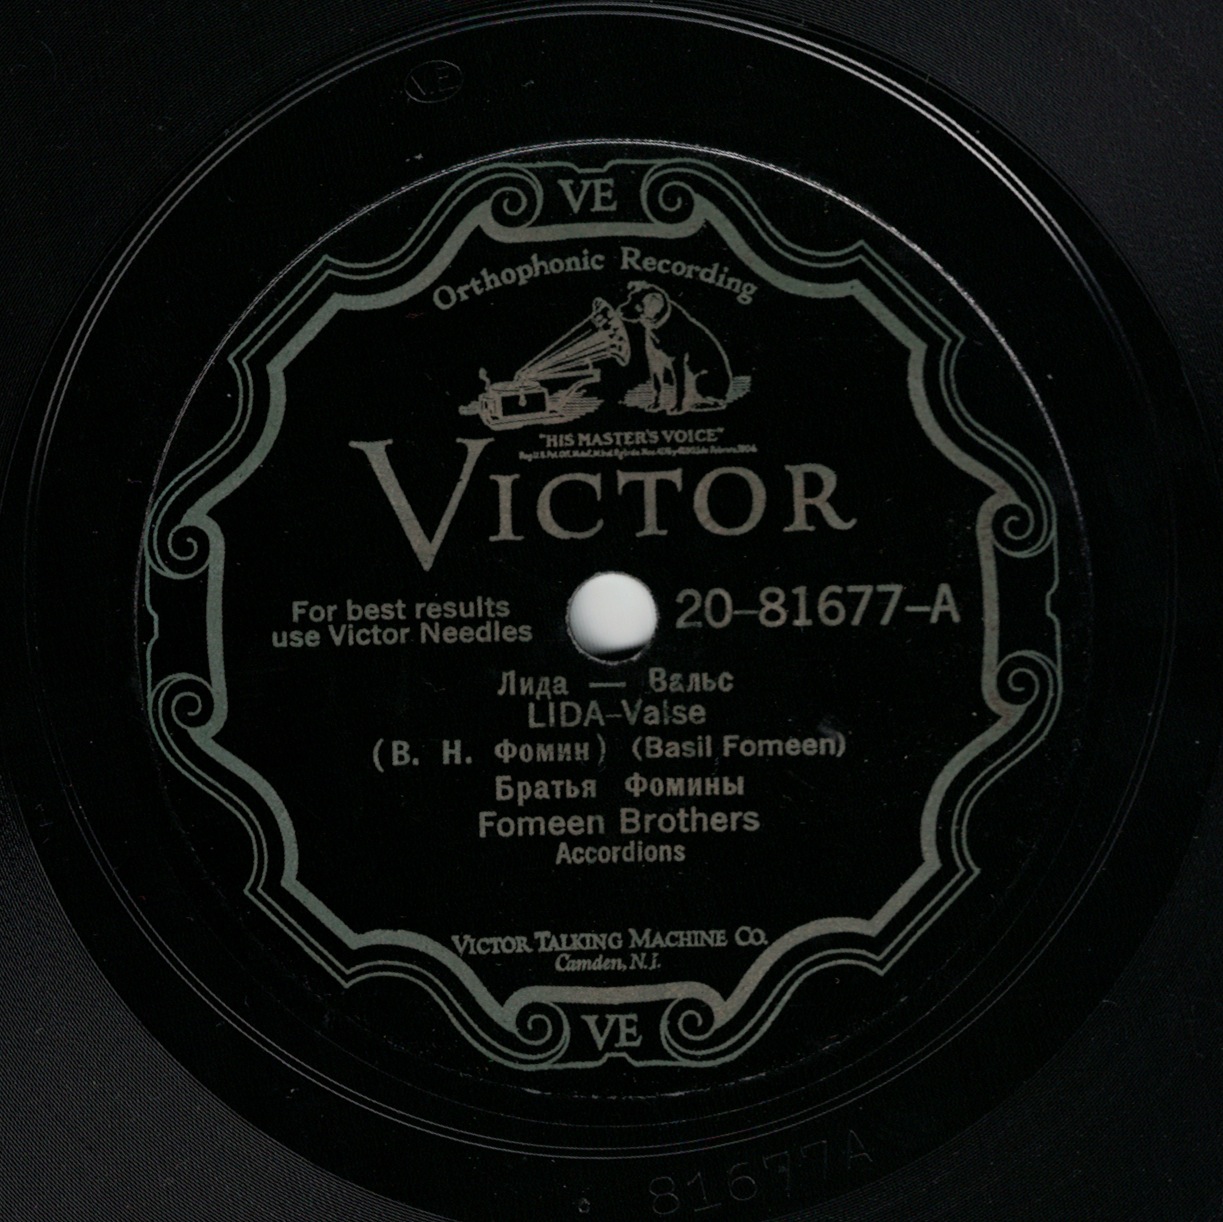 VE
VE
Orthophonic Recording
"HIS MASTER'S VOICE"
VICTOR
For best results
use Victor Needles
20-81677-A
Лида — Вальс
LIDA-Valse
(В. Н. Фомин) (Basil Fomeen)
Братья Фомины
Fomeen Brothers
Accordions
VICTOR TALKING MACHINE CO.
Camden, N.J.
VE
81677A